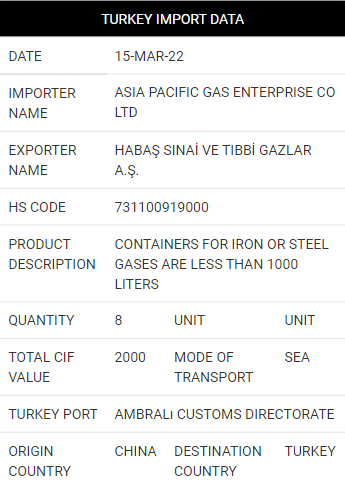 TURKEY IMPORT DATA
DATE 15-MAR-22
IMPORTER NAME ASIA PACIFIC GAS ENTERPRISE CO LTD
EXPORTER NAME HABAŞ SINAİ VE TIBBİ GAZLAR A.Ş.
HS CODE 731100919000
PRODUCT DESCRIPTION CONTAINERS FOR IRON OR STEEL GASES ARE LESS THAN 1000 LITERS
QUANTITY 8 UNIT UNIT
TOTAL CIF VALUE 2000 MODE OF TRANSPORT SEA
TURKEY PORT AMBRALı CUSTOMS DIRECTORATE
ORIGIN COUNTRY CHINA DESTINATION COUNTRY TURKEY